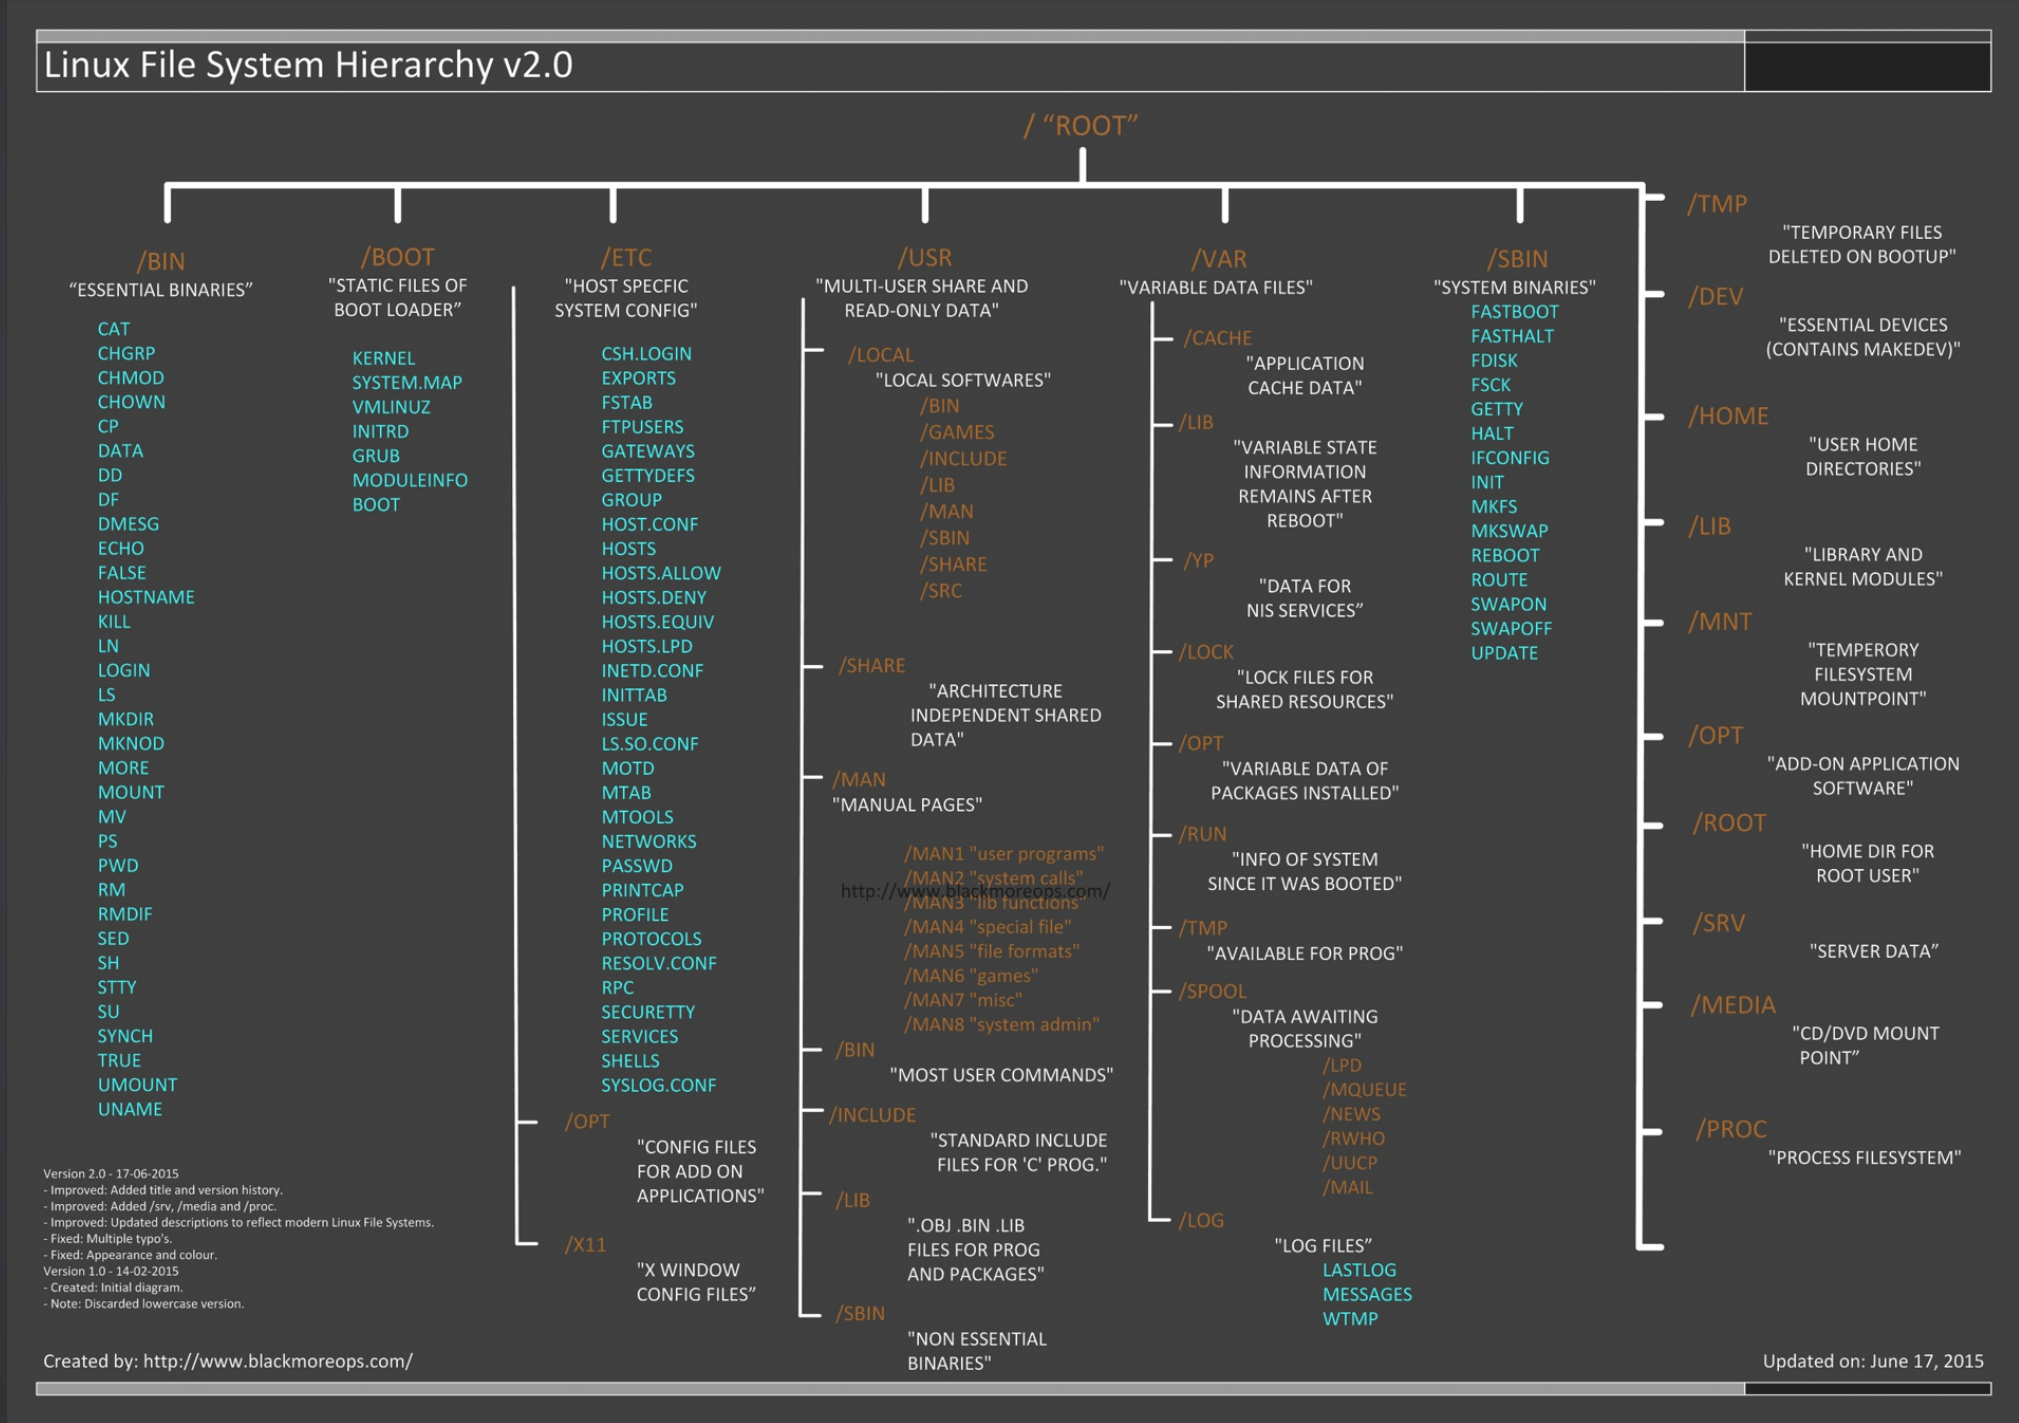 Linux File System Hierarchy v2.0
/ “ROOT”
/BIN
“ESSENTIAL BINARIES”
CAT
CHGRP
CHMOD
CHOWN
CP
DATA
DD
DF
DMESG
ECHO
FALSE
HOSTNAME
KILL
LN
LOGIN
LS
MKDIR
MKNOD
MORE
MOUNT
MV
PS
PWD
RM
RMDIF
SED
SH
STTY
SU
SYNCH
TRUE
UMOUNT
UNAME
/BOOT
"STATIC FILES OF
BOOT LOADER”
KERNEL
SYSTEM.MAP
VMLINUZ
INITRD
GRUB
MODULEINFO
BOOT
/ETC
"HOST SPECFIC
SYSTEM CONFIG"
CSH.LOGIN
EXPORTS
FSTAB
FTPUSERS
GATEWAYS
GETTYDEFS
GROUP
HOST.CONF
HOSTS
HOSTS.ALLOW
HOSTS.DENY
HOSTS.EQUIV
HOSTS.LPD
INETD.CONF
INITTAB
ISSUE
LS.SO.CONF
MOTD
MTAB
MTOOLS
NETWORKS
PASSWD
PRINTCAP
PROFILE
PROTOCOLS
RESOLV.CONF
RPC
SECURETTY
SERVICES
SHELLS
SYSLOG.CONF
/OPT
"CONFIG FILES
FOR ADD ON
APPLICATIONS"
/X11
"X WINDOW
CONFIG FILES”
/USR
"MULTI-USER SHARE AND
READ-ONLY DATA"
/LOCAL
"LOCAL SOFTWARES"
/BIN
/GAMES
/INCLUDE
/LIB
/MAN
/SBIN
/SHARE
/SRC
/SHARE
"ARCHITECTURE
INDEPENDENT SHARED
DATA"
/MAN
"MANUAL PAGES"
/MAN1 "user programs"
/MAN2 "system calls"
http://www.blackmoreops.com/
/MAN3 "lib functions"
/MAN4 "special file"
/MAN5 "file formats"
/MAN6 "games"
/MAN7 "misc"
/MAN8 "system admin"
/BIN
"MOST USER COMMANDS"
/INCLUDE
"STANDARD INCLUDE
FILES FOR 'C' PROG."
/LIB
".OBJ .BIN .LIB
FILES FOR PROG
AND PACKAGES"
/SBIN
"NON ESSENTIAL
BINARIES"
/VAR
"VARIABLE DATA FILES"
/CACHE
"APPLICATION
CACHE DATA"
/LIB
"VARIABLE STATE
INFORMATION
REMAINS AFTER
REBOOT"
/YP
"DATA FOR
NIS SERVICES”
/LOCK
"LOCK FILES FOR
SHARED RESOURCES"
/OPT
"VARIABLE DATA OF
PACKAGES INSTALLED"
/RUN
"INFO OF SYSTEM
SINCE IT WAS BOOTED"
/TMP
"AVAILABLE FOR PROG"
/SPOOL
"DATA AWAITING
PROCESSING"
/LPD
/MQUEUE
/NEWS
/RWHO
/UUCP
/MAIL
/LOG
"LOG FILES”
LASTLOG
MESSAGES
WTMP
/SBIN
"SYSTEM BINARIES"
FASTBOOT
FASTHALT
FDISK
FSCK
GETTY
HALT
IFCONFIG
INIT
MKFS
MKSWAP
REBOOT
ROUTE
SWAPON
SWAPOFF
UPDATE
/TMP
"TEMPORARY FILES
DELETED ON BOOTUP"
/DEV
"ESSENTIAL DEVICES
(CONTAINS MAKEDEV)"
/HOME
"USER HOME
DIRECTORIES"
/LIB
"LIBRARY AND
KERNEL MODULES"
/MNT
"TEMPERORY
FILESYSTEM
MOUNTPOINT"
/OPT
"ADD-ON APPLICATION
SOFTWARE"
/ROOT
"HOME DIR FOR
ROOT USER"
/SRV
"SERVER DATA”
/MEDIA
"CD/DVD MOUNT
POINT”
/PROC
"PROCESS FILESYSTEM"
Version 2.0 - 17-06-2015
- Improved: Added title and version history.
- Improved: Added /srv, /media and /proc.
- Improved: Updated descriptions to reflect modern Linux File Systems.
- Fixed: Multiple typo's.
- Fixed: Appearance and colour.
Version 1.0 - 14-02-2015
- Created: Initial diagram.
- Note: Discarded lowercase version.
Created by: http://www.blackmoreops.com/
Updated on: June 17, 2015